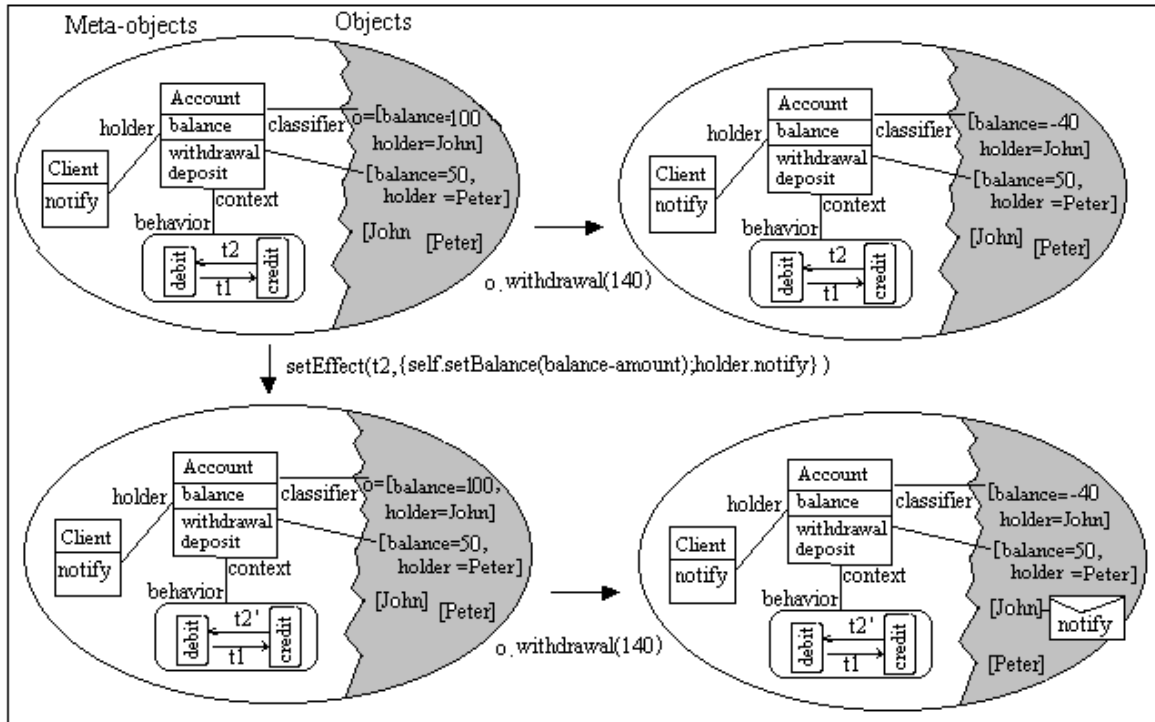 Meta-objects
Objects
Account
balance
withdrawal
deposit
holder
classifier
Client
notify
context
behavior
debit
t2
t1
credit
o=[balance=100
holder=John]
[balance=50,
holder =Peter]
[John
[Peter]
o.withdrawal(140)
Account
balance
withdrawal
deposit
holder
classifier
Client
notify
context
behavior
debit
t2
t1
credit
[balance=-40
holder=John]
[balance=50,
holder =Peter]
[John]
[Peter]
setEffect(t2,{self.setBalance(balance-amount);holder.notify} )
Account
balance
withdrawal
deposit
holder
classifier
Client
notify
context
behavior
debit
t2'
t1
credit
o=[balance=100,
holder=John]
[balance=50,
holder =Peter]
[John]
[Peter]
o.withdrawal(140)
Account
balance
withdrawal
deposit
holder
classifier
Client
notify
context
behavior
debit
t2'
t1
credit
[balance=-40
holder=John]
[balance=50,
holder =Peter]
[John]
notify
[Peter]